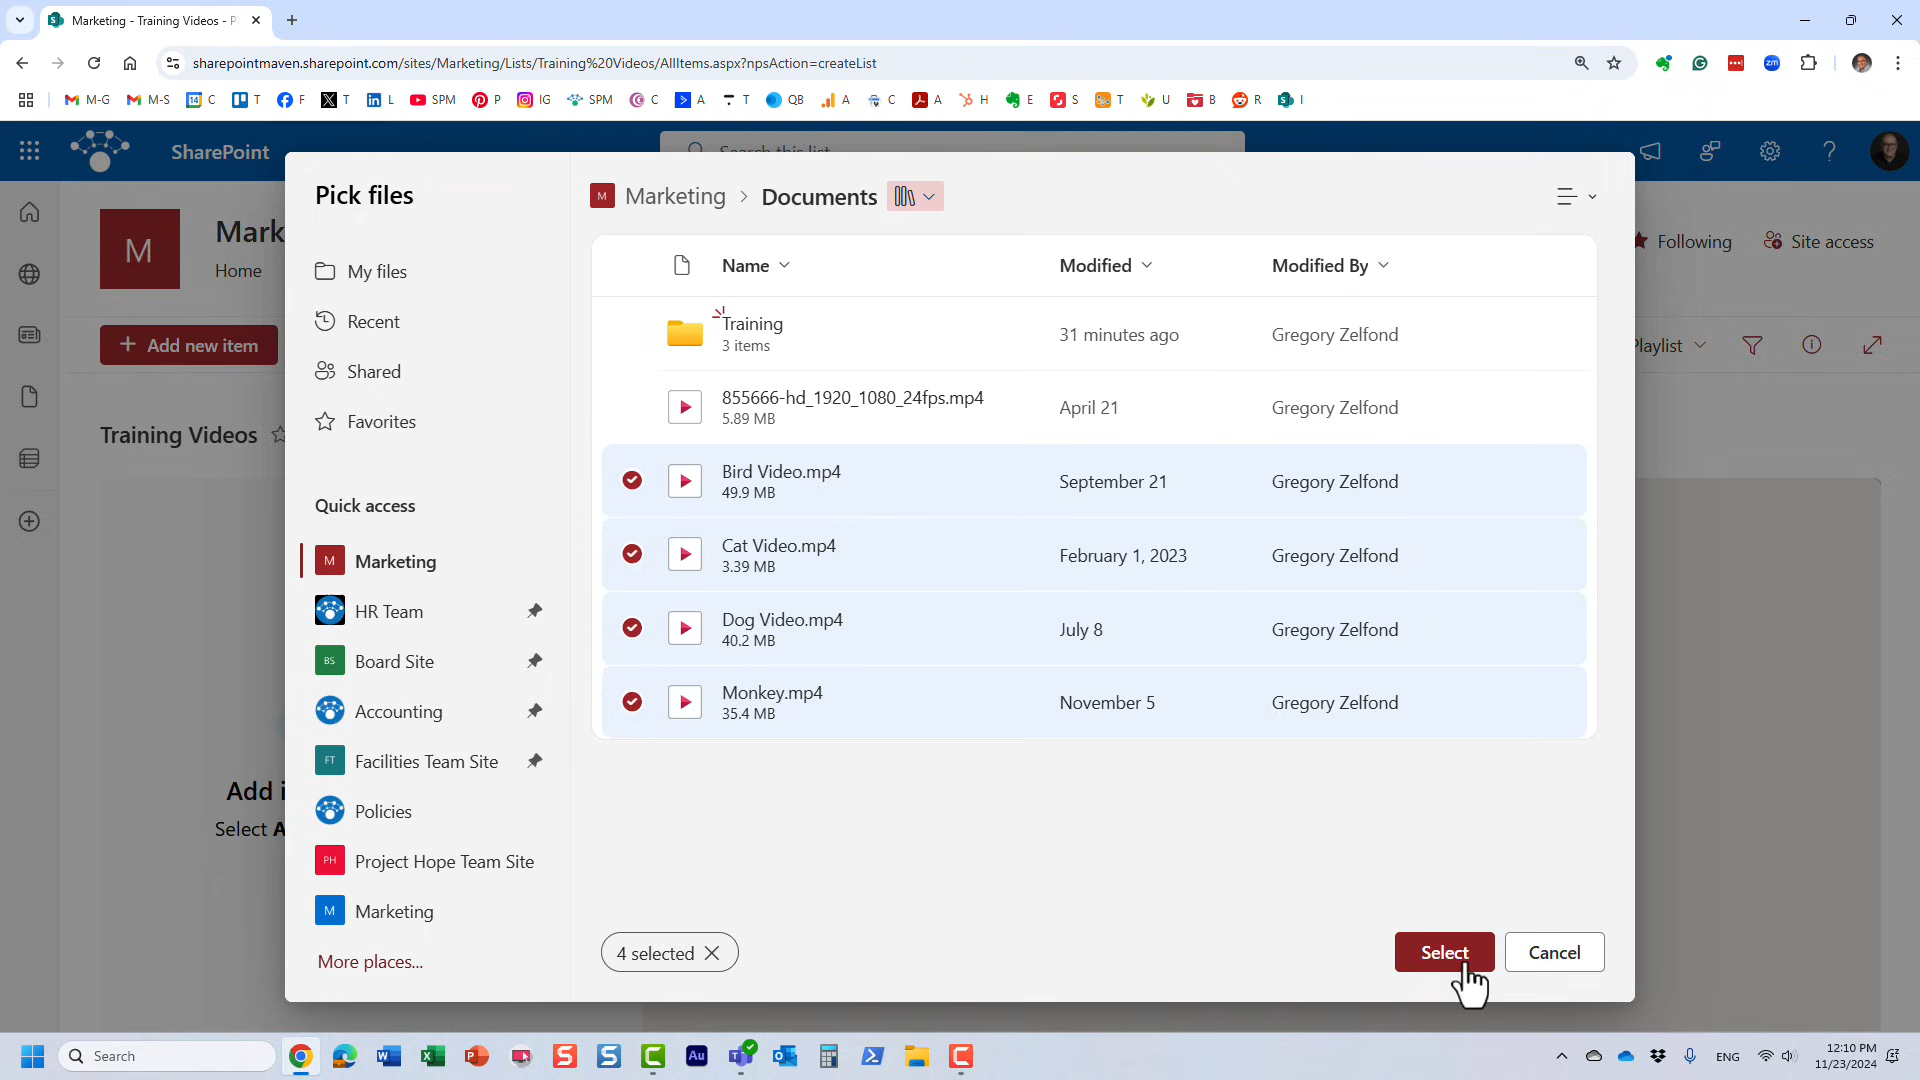 Marketing - Training Videos - P
sharepointmaven.sharepoint.com/sites/Marketing/Lists/Training%20Videos/AllItems.aspx?npsAction=createList
M-G
M-S
C
T
F
T
L
SPM
P
IG
SPM
C
A
T
QB
A
C
A
H
E
S
T
U
B
R
I
SharePoint
Search this list
M
Mark
Home
Following
Site access
Add new item
Playlist
Training Videos
Add i
Select A
Pick files
My files
Recent
Shared
Favorites
Quick access
M Marketing
HR Team
BS Board Site
Accounting
FT Facilities Team Site
Policies
PH Project Hope Team Site
M Marketing
More places...
M Marketing > Documents
Name Modified Modified By
Training 31 minutes ago Gregory Zelfond
3 items
855666-hd_1920_1080_24fps.mp4 April 21 Gregory Zelfond
5.89 MB
Bird Video.mp4 September 21 Gregory Zelfond
49.9 MB
Cat Video.mp4 February 1, 2023 Gregory Zelfond
3.39 MB
Dog Video.mp4 July 8 Gregory Zelfond
40.2 MB
Monkey.mp4 November 5 Gregory Zelfond
35.4 MB
4 selected
Select
Cancel
Search
ENG
12:10 PM
11/23/2024